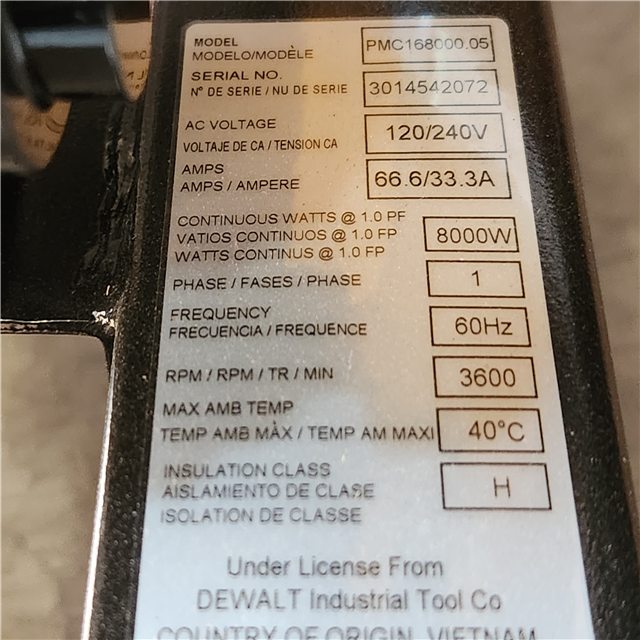 MODEL
MODELO/MODÈLE
PMC168000.05
SERIAL NO.
Nº DE SERIE / NU DE SERIE
3014542072
AC VOLTAGE
VOLTAJE DE CA / TENSION CA
120/240V
AMPS
AMPS / AMPERE
66.6/33.3A
CONTINUOUS WATTS @ 1.0 PF
VATIOS CONTINUOS @ 1.0 FP
WATTS CONTINUS @ 1.0 FP
8000W
PHASE / FASES / PHASE
1
FREQUENCY
FRECUENCIA / FREQUENCE
60Hz
RPM / RPM / TR / MIN
3600
MAX AMB TEMP
TEMP AMB MÀX / TEMP AM MAXI
40°C
INSULATION CLASS
AISLAMIENTO DE CLASE
ISOLATION DE CLASSE
H
Under License From
DEWALT Industrial Tool Co
COUNTRY OF ORIGIN VIETNAM